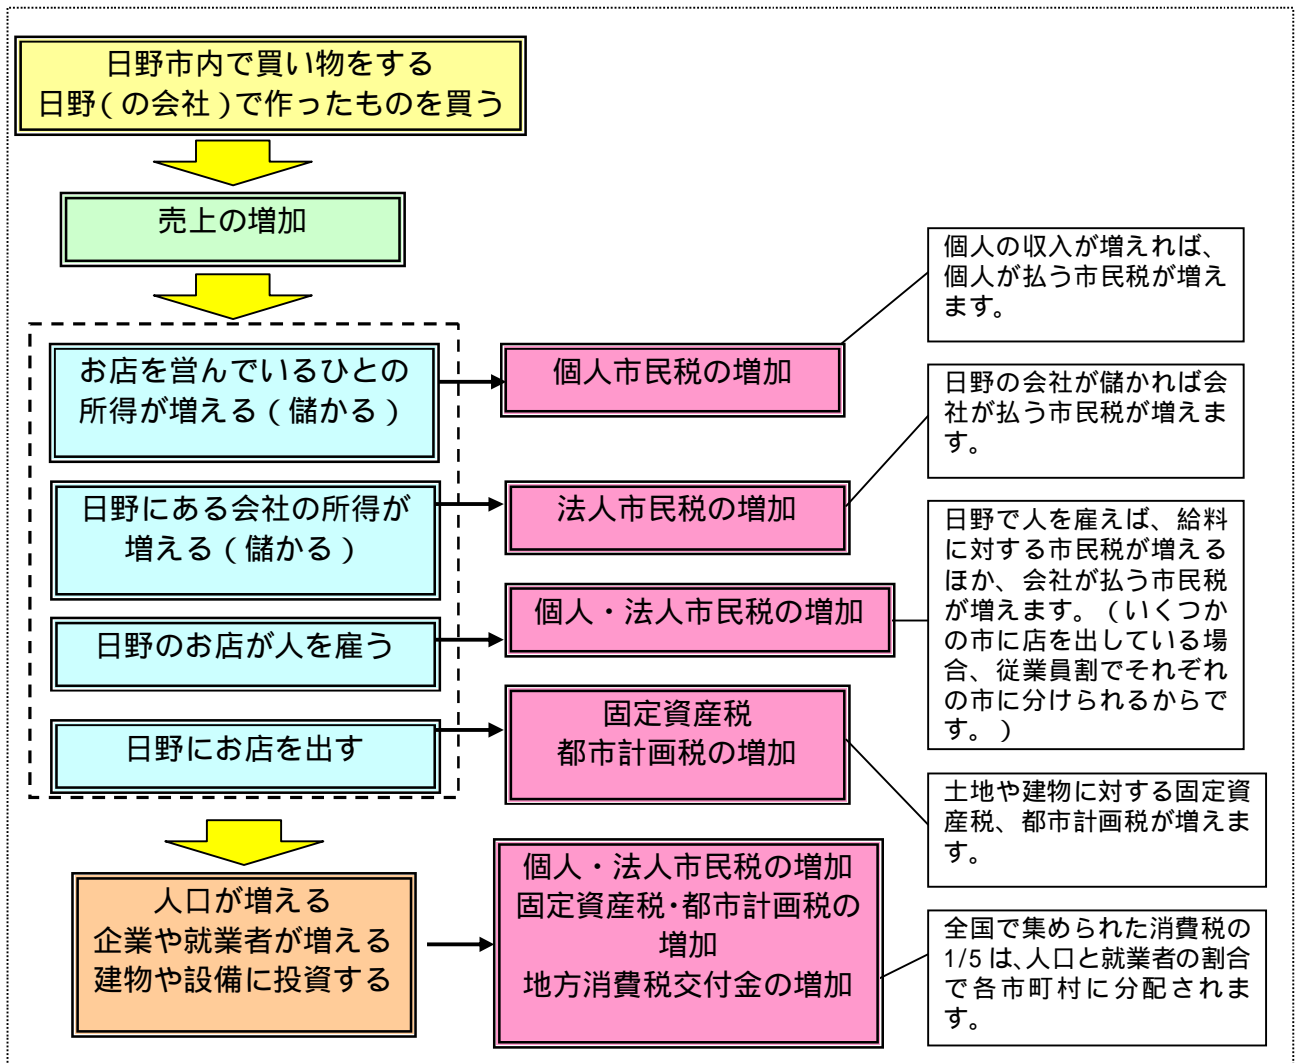 日野市内で買い物をする
日野(の会社)で作ったものを買う
売上の増加
お店を営んでいるひとの
所得が増える(儲かる)
個人市民税の増加
個人の収入が増えれば、
個人が払う市民税が増え
ます。
日野にある会社の所得が
増える(儲かる)
法人市民税の増加
日野の会社が儲かれば会
社が払う市民税が増えま
す。
日野のお店が人を雇う
個人・法人市民税の増加
日野で人を雇えば、給料
に対する市民税が増える
ほか、会社が払う市民税
が増えます。(いくつか
の市に店を出している場
合、従業員割でそれぞれ
の市に分けられるからで
す。)
日野にお店を出す
固定資産税
都市計画税の増加
土地や建物に対する固定資
産税、都市計画税が増えま
す。
人口が増える
企業や就業者が増える
建物や設備に投資する
個人・法人市民税の増加
固定資産税・都市計画税の
増加
地方消費税交付金の増加
全国で集められた消費税の
1/5は、人口と就業者の割合
で各市町村に分配されま
す。